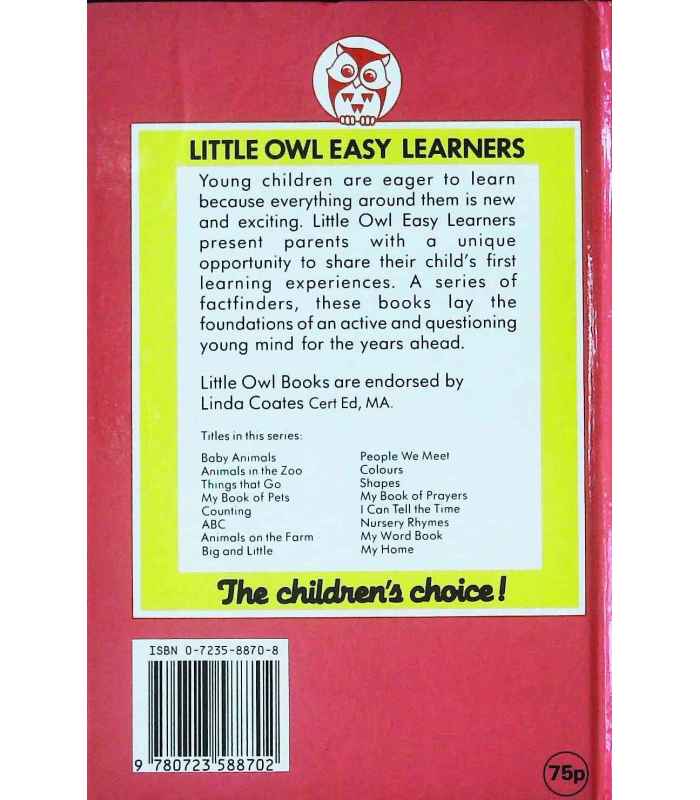 LITTLE OWL EASY LEARNERS
Young children are eager to learn
because everything around them is new
and exciting. Little Owl Easy Learners
present parents with a unique
opportunity to share their child's first
learning experiences. A series of
factfinders, these books lay the
foundations of an active and questioning
young mind for the years ahead.
Little Owl Books are endorsed by
Linda Coates Cert Ed, MA.
Titles in this series:
Baby Animals
Animals in the Zoo
Things that Go
My Book of Pets
Counting
ABC
Animals on the Farm
Big and Little
People We Meet
Colours
Shapes
My Book of Prayers
I Can Tell the Time
Nursery Rhymes
My Word Book
My Home
The children's choice!
ISBN 0-7235-8870-8
9 780723 588702
75p